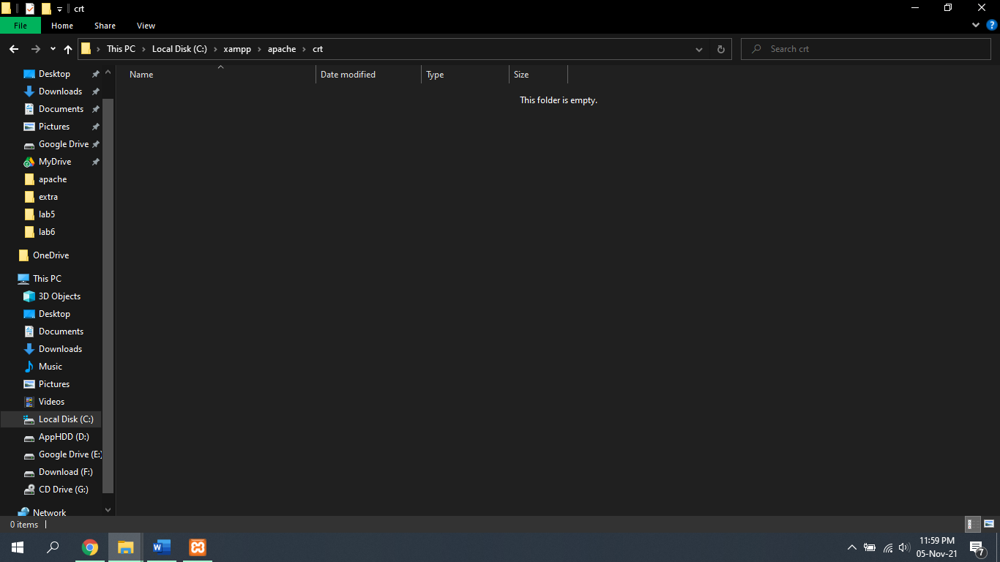 crt
File Home Share View
This PC Local Disk (C:) xampp apache crt
Search crt
Name Date modified Type Size
This folder is empty.
Desktop
Downloads
Documents
Pictures
Google Drive
MyDrive
apache
extra
lab5
lab6
OneDrive
This PC
3D Objects
Desktop
Documents
Downloads
Music
Pictures
Videos
Local Disk (C:)
AppHDD (D:)
Google Drive (E:)
Download (F:)
CD Drive (G:)
Network
0 items
W
11:59 PM
05-Nov-21
7